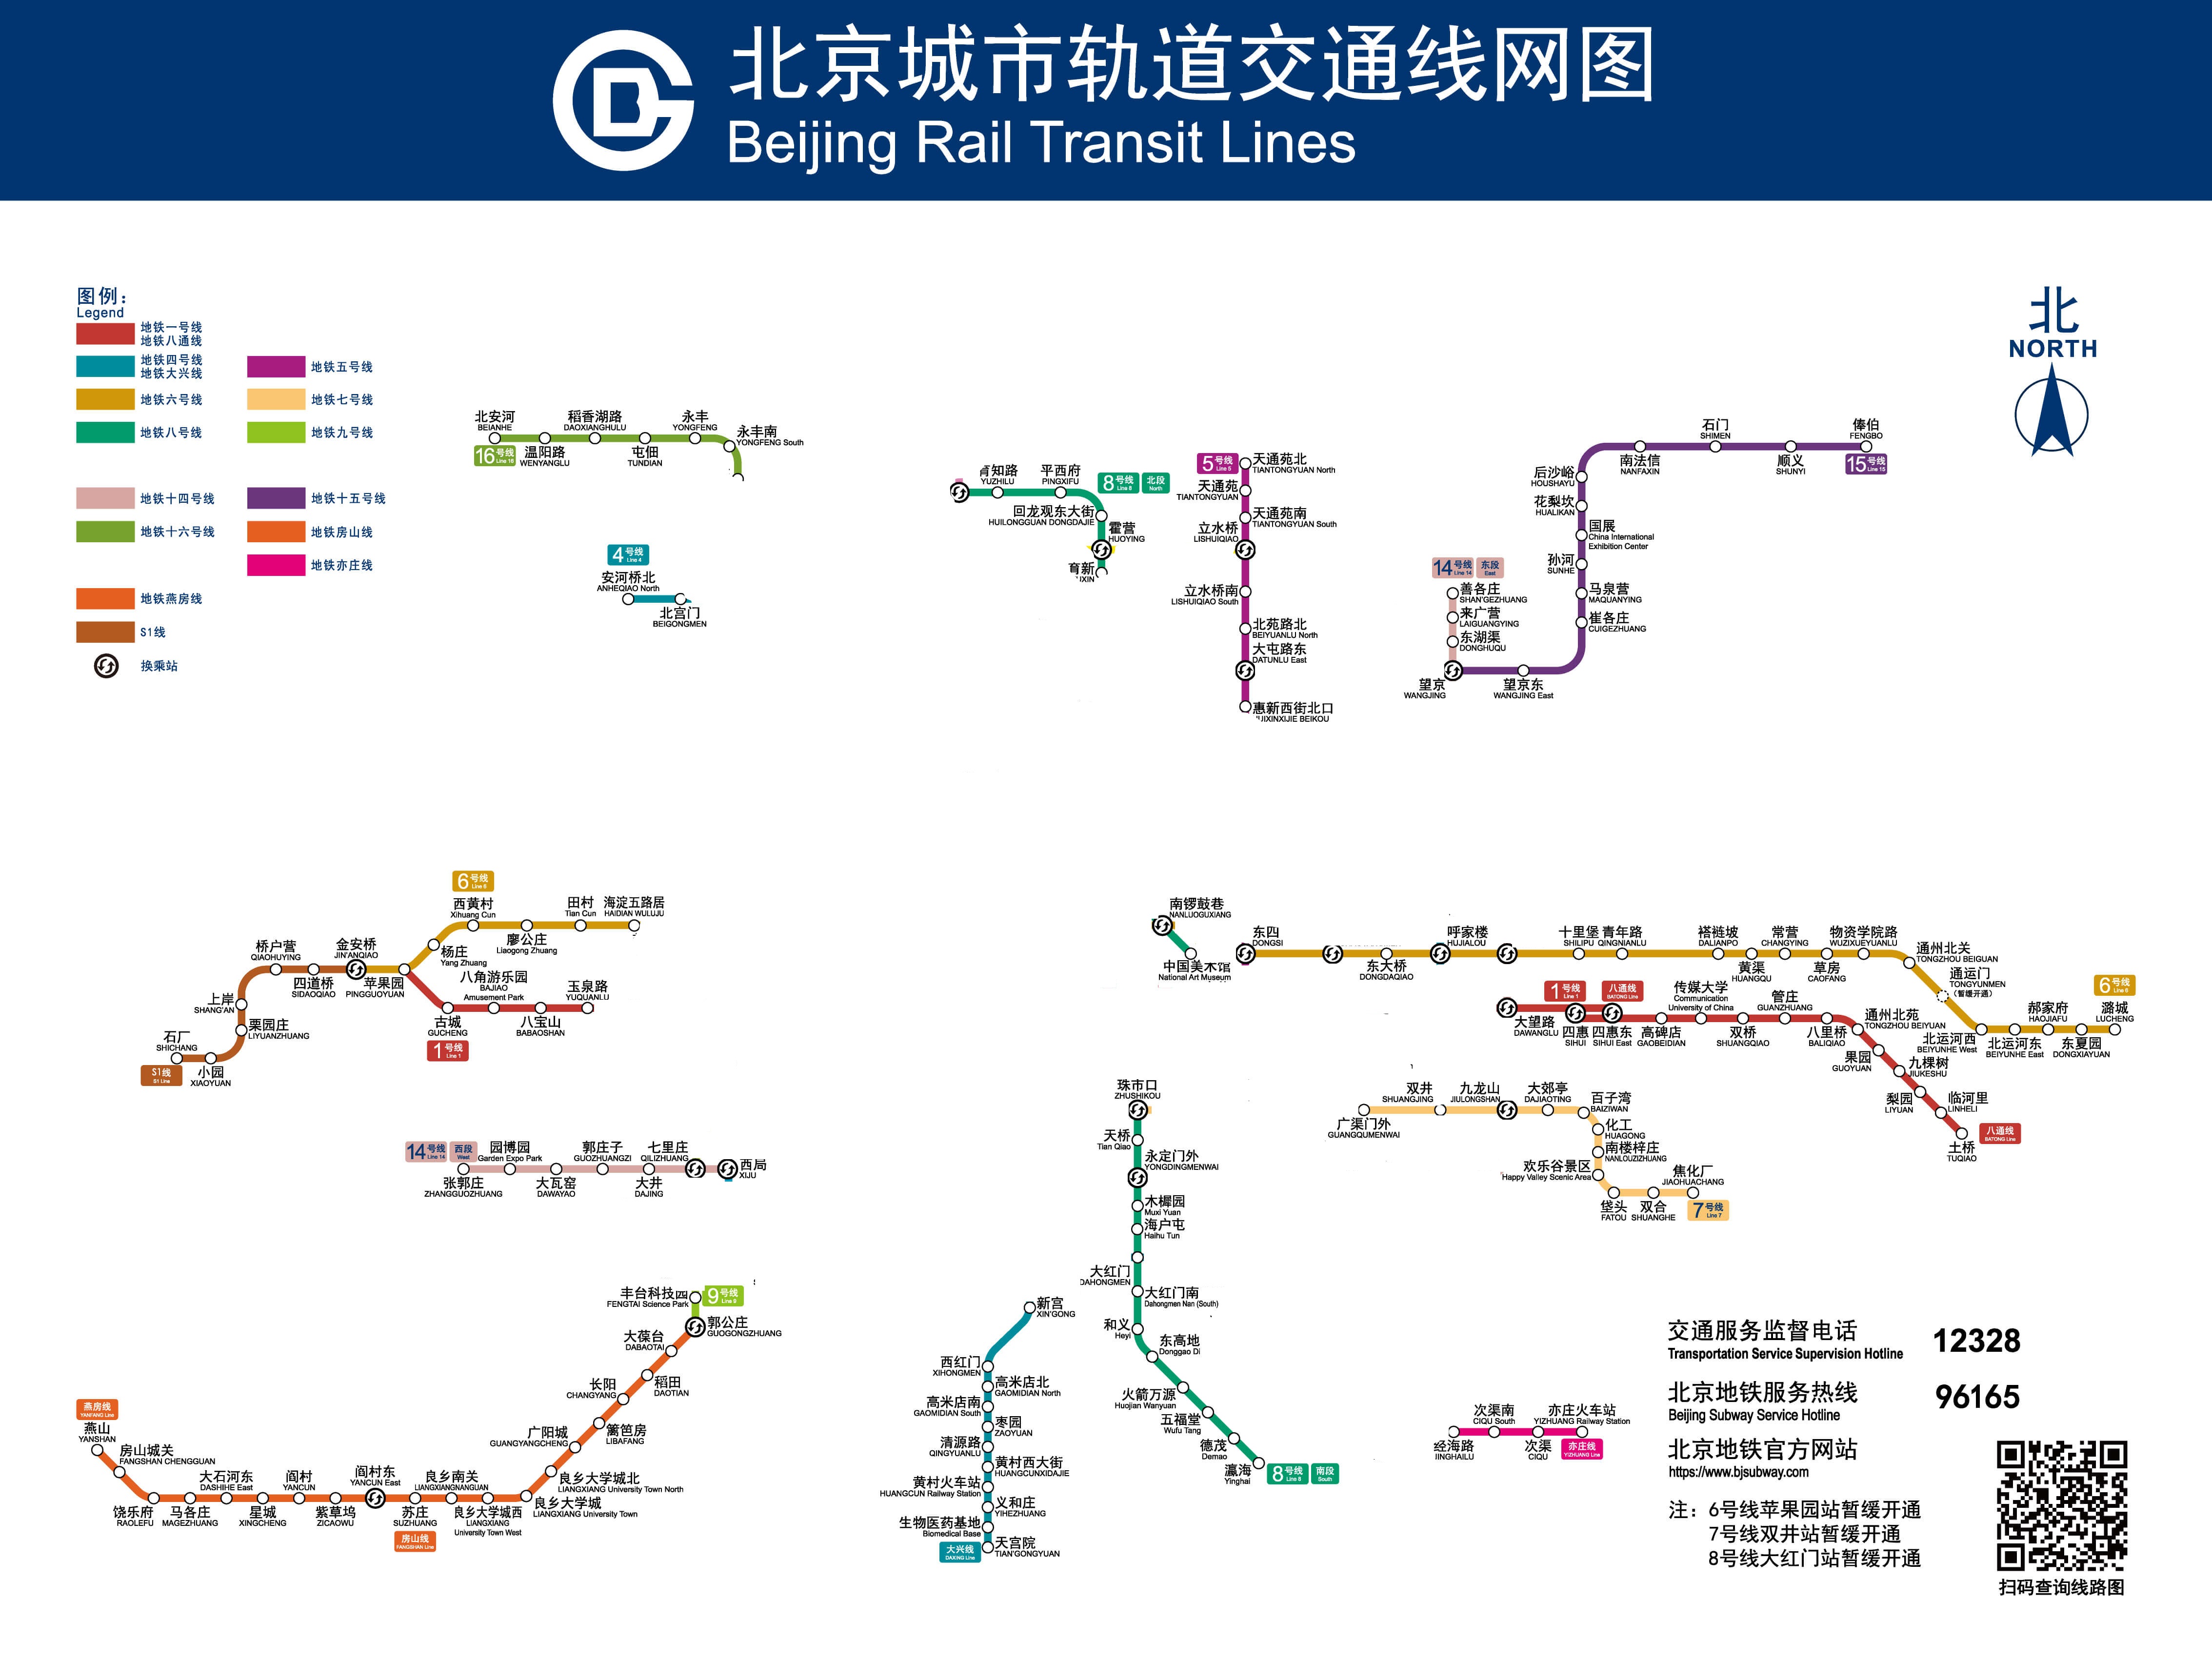 北京城市轨道交通线网图
Beijing Rail Transit Lines
图例：
Legend
地铁一号线
地铁八通线
地铁四号线
地铁大兴线
地铁五号线
地铁六号线
地铁七号线
地铁八号线
地铁九号线
地铁十四号线
地铁十五号线
地铁十六号线
地铁房山线
地铁亦庄线
地铁燕房线
S1线
换乘站
北
NORTH
北安河
BEIANHE
16号线
Line 16
温阳路
WENYANGLU
稻香湖路
DAOXIANGHULU
屯佃
TUNDIAN
永丰
YONGFENG
永丰南
YONGFENG South
4号线
Line 4
安河桥北
ANHEQIAO North
北宫门
BEIGONGMEN
知路
YUZHILU
平西府
PINGXIFU
8号线
Line 8
北段
North
回龙观东大街
HUILONGGUAN DONGDAJIE
霍营
HUOYING
育新
IXIN
5号线
Line 5
天通苑北
TIANTONGYUAN North
天通苑
TIANTONGYUAN
天通苑南
TIANTONGYUAN South
立水桥
LISHUIQIAO
立水桥南
LISHUIQIAO South
北苑路北
BEIYUANLU North
大屯路东
DATUNLU East
惠新西街北口
UIXINXIJIE BEIKOU
14号线
Line 14
东段
East
善各庄
SHAN'GEZHUANG
来广营
LAIGUANGYING
东湖渠
DONGHUQU
望京
WANGJING
望京东
WANGJING East
崔各庄
CUIGEZHUANG
马泉营
MAQUANYING
孙河
SUNHE
国展
China International
Exhibition Center
花梨坎
HUALIKAN
后沙峪
HOUSHAYU
南法信
NANFAXIN
石门
SHIMEN
顺义
SHUNYI
俸伯
FENGBO
15号线
Line 15
6号线
Line 6
西黄村
Xihuang Cun
廖公庄
Liaogong Zhuang
田村
Tian Cun
海淀五路居
HAIDIAN WULUJU
杨庄
Yang Zhuang
桥户营
QIAOHUYING
四道桥
SIDAOQIAO
金安桥
JIN'ANQIAO
苹果园
PINGGUOYUAN
上岸
SHANG'AN
栗园庄
LIYUANZHUANG
石厂
SHICHANG
小园
XIAOYUAN
S1线
S1 Line
八角游乐园
BAJIAO
Amusement Park
玉泉路
YUQUANLU
古城
GUCHENG
八宝山
BABAOSHAN
1号线
Line 1
南锣鼓巷
NANLUOGUXIANG
中国美术馆
National Art Museum
东四
DONGSI
东大桥
DONGDAQIAO
呼家楼
HUJIALOU
十里堡
SHILIPU
青年路
QINGNIANLU
褡裢坡
DALIANPO
黄渠
HUANGQU
常营
CHANGYING
草房
CAOFANG
物资学院路
WUZIXUEYUANLU
通州北关
TONGZHOU BEIGUAN
通运门
TONGYUNMEN
（暂缓开通）
北运河西
BEIYUNHE West
北运河东
BEIYUNHE East
郝家府
HAOJIAFU
东夏园
DONGXIAYUAN
潞城
LUCHENG
6号线
Line 6
1号线
Line 1
八通线
BATONG Line
大望路
DAWANGLU
四惠
SIHUI
四惠东
SIHUI East
高碑店
GAOBEIDIAN
传媒大学
Communication
University of China
双桥
SHUANGQIAO
管庄
GUANZHUANG
八里桥
BALIQIAO
通州北苑
TONGZHOU BEIYUAN
果园
GUOYUAN
九棵树
JIUKESHU
梨园
LIYUAN
临河里
LINHELI
土桥
TUQIAO
八通线
BATONG Line
珠市口
ZHUSHIKOU
天桥
Tian Qiao
永定门外
YONGDINGMENWAI
木樨园
Muxi Yuan
海户屯
Haihu Tun
大红门
DAHONGMEN
大红门南
Dahongmen Nan (South)
和义
Heyi
东高地
Donggao Di
火箭万源
Huojian Wanyuan
五福堂
Wufu Tang
德茂
Demao
瀛海
Yinghai
8号线
Line 8
南段
South
广渠门外
GUANGQUMENWAI
双井
SHUANGJING
九龙山
JIULONGSHAN
大郊亭
DAJIAOTING
百子湾
BAIZIWAN
化工
HUAGONG
南楼梓庄
NANLOUZIZHUANG
欢乐谷景区
Happy Valley Scenic Area
垡头
FATOU
双合
SHUANGHE
焦化厂
JIAOHUACHANG
7号线
Line 7
14号线
Line 14
西段
West
张郭庄
ZHANGGUOZHUANG
园博园
Garden Expo Park
大瓦窑
DAWAYAO
郭庄子
GUOZHUANGZI
大井
DAJING
七里庄
QILIZHUANG
西局
XIJU
丰台科技
FENGTAI Science Park
9号线
Line 9
郭公庄
GUOGONGZHUANG
大葆台
DABAOTAI
稻田
DAOTIAN
长阳
CHANGYANG
篱笆房
LIBAFANG
广阳城
GUANGYANGCHENG
良乡大学城北
LIANGXIANG University Town North
良乡大学城
LIANGXIANG University Town
良乡大学城西
LIANGXIANG
University Town West
良乡南关
LIANGXIANGNANGUAN
苏庄
SUZHUANG
房山线
FANGSHAN Line
阎村东
YANCUN East
紫草坞
ZICAOWU
阎村
YANCUN
星城
XINGCHENG
大石河东
DASHIHE East
马各庄
MAGEZHUANG
饶乐府
RAOLEFU
房山城关
FANGSHAN CHENGGUAN
燕山
YANSHAN
燕房线
YANFANG Line
新宫
XIN'GONG
西红门
XIHONGMEN
高米店北
GAOMIDIAN North
高米店南
GAOMIDIAN South
枣园
ZAOYUAN
清源路
QINGYUANLU
黄村西大街
HUANGCUNXIDAJIE
黄村火车站
HUANGCUN Railway Station
义和庄
YIHEZHUANG
生物医药基地
Biomedical Base
天宫院
TIAN'GONGYUAN
大兴线
DAXING Line
经海路
JINGHAILU
次渠南
CIQU South
次渠
CIQU
亦庄火车站
YIZHUANG Railway Station
亦庄线
YIZHUANG Line
交通服务监督电话 12328
Transportation Service Supervision Hotline
北京地铁服务热线 96165
Beijing Subway Service Hotline
北京地铁官方网站
https://www.bjsubway.com
注：6号线苹果园站暂缓开通
7号线双井站暂缓开通
8号线大红门站暂缓开通
扫码查询线路图